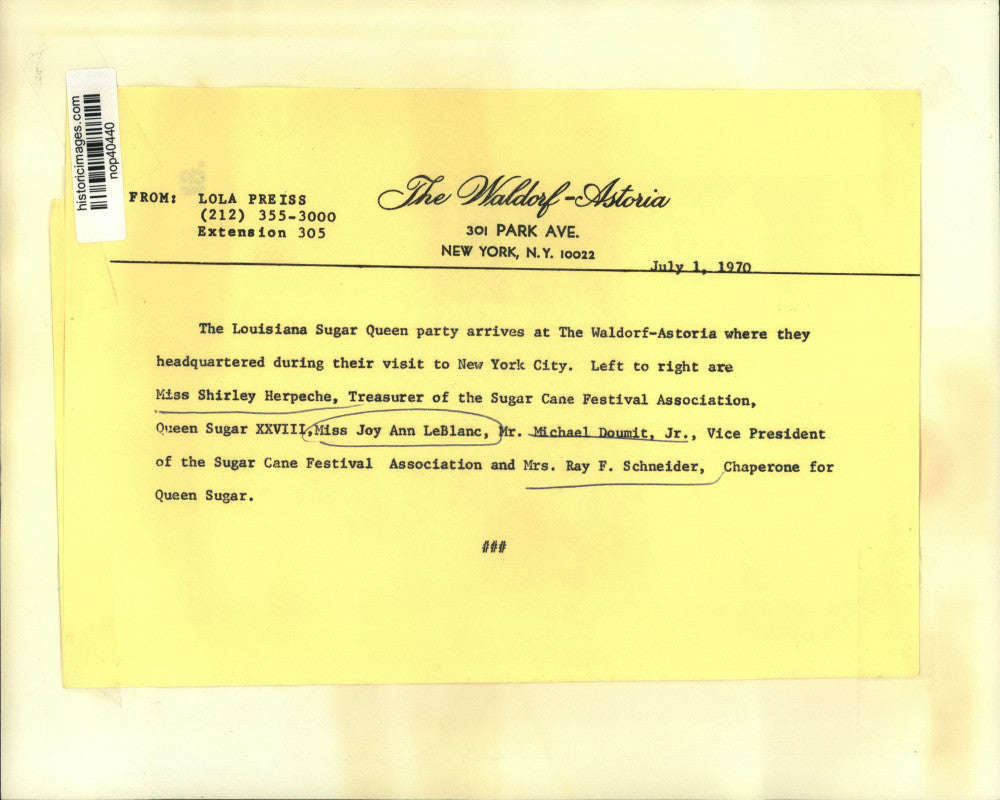 historicimages.com
nop40440
FROM: LOLA PREISS
(212) 355-3000
Extension 305
The Waldorf-Astoria
301 PARK AVE.
NEW YORK, N.Y. 10022
July 1, 1970
The Louisiana Sugar Queen party arrives at The Waldorf-Astoria where they
headquartered during their visit to New York City. Left to right are
Miss Shirley Herpeche, Treasurer of the Sugar Cane Festival Association,
Queen Sugar XXVIII, Miss Joy Ann LeBlanc, Mr. Michael Doumit, Jr., Vice President
of the Sugar Cane Festival Association and Mrs. Ray F. Schneider, Chaperone for
Queen Sugar.
###